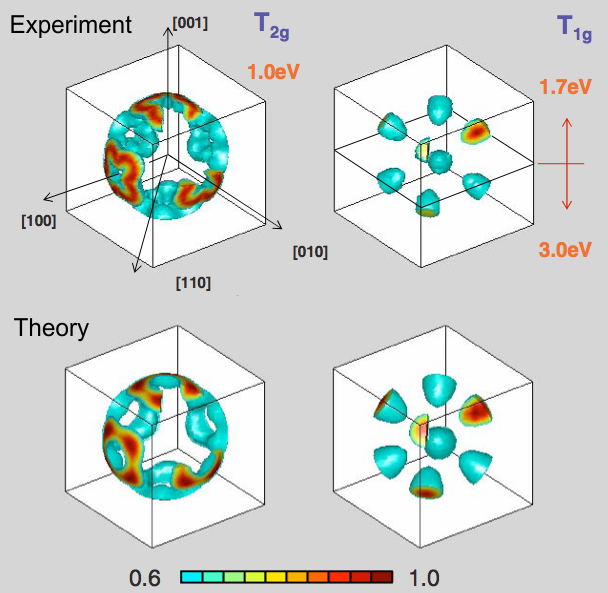 Experiment
[001]
T2g
T1g
1.0eV
1.7eV
[100]
[010]
[110]
3.0eV
Theory
0.6
1.0